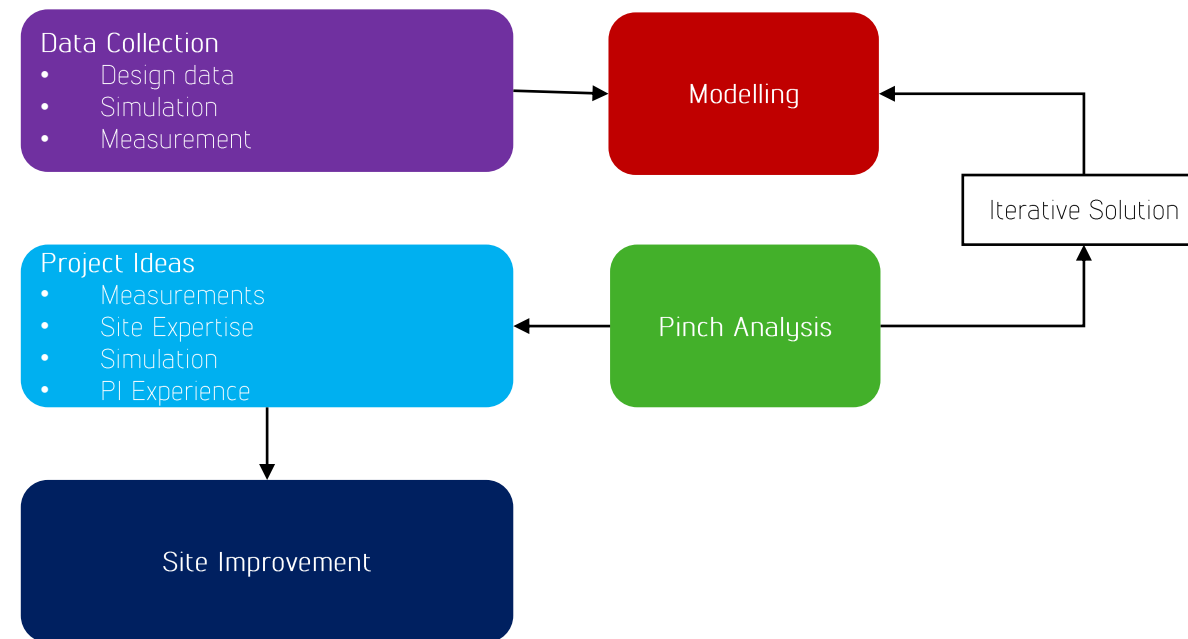 Data Collection
• Design data
• Simulation
• Measurement
Modelling
Iterative Solution
Project Ideas
• Measurements
• Site Expertise
• Simulation
• PI Experience
Pinch Analysis
Site Improvement